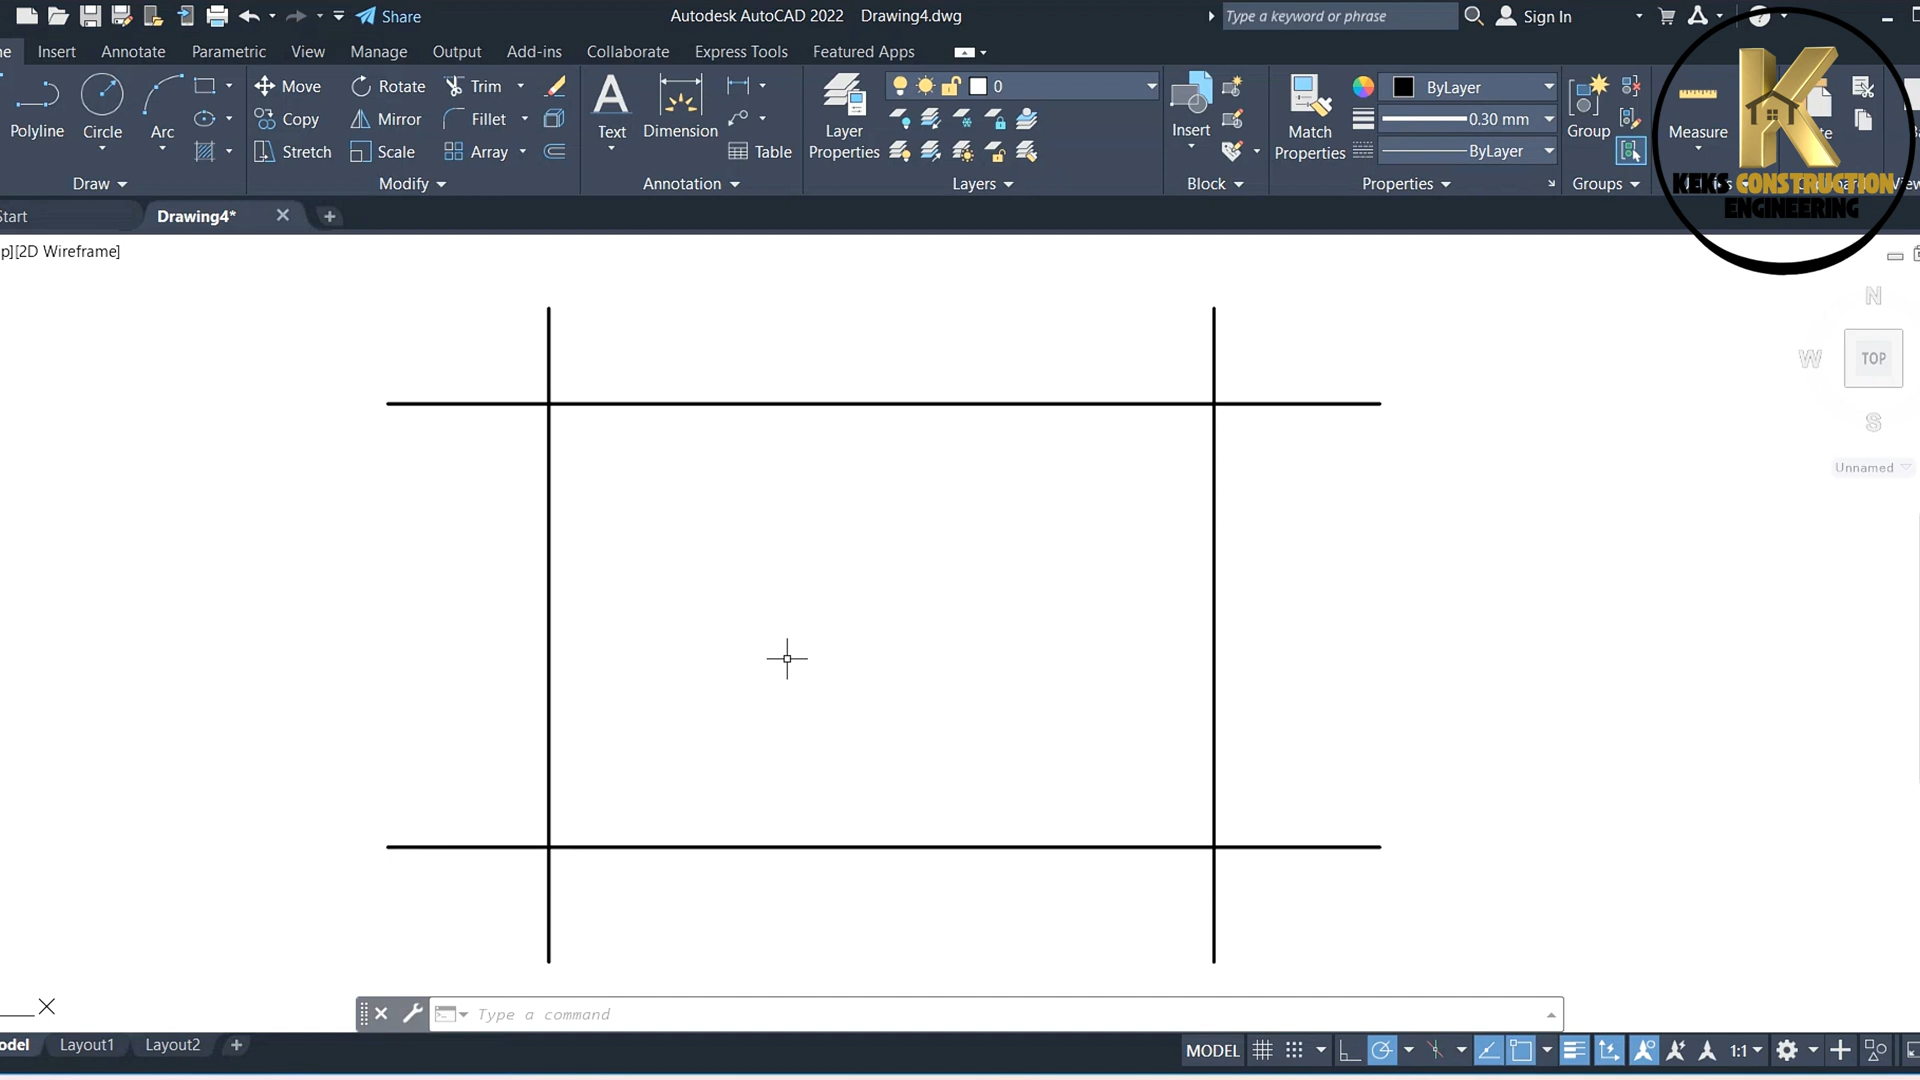 Share
Autodesk AutoCAD 2022 Drawing4.dwg
Type a keyword or phrase
Sign In
Insert Annotate Parametric View Manage Output Add-ins Collaborate Express Tools Featured Apps
Polyline
Circle
Arc
Draw
Move
Rotate
Trim
Copy
Mirror
Fillet
Stretch
Scale
Array
Modify
Text
Dimension
Table
Annotation
Layer
Properties
0
Layers
Insert
Block
Match
Properties
ByLayer
0.30 mm
ByLayer
Properties
Group
Groups
Measure
K
KEKS CONSTRUCTION
ENGINEERING
Start
Drawing4*
p][2D Wireframe]
N
W
TOP
S
Unnamed
Type a command
Layout1
Layout2
MODEL
1:1